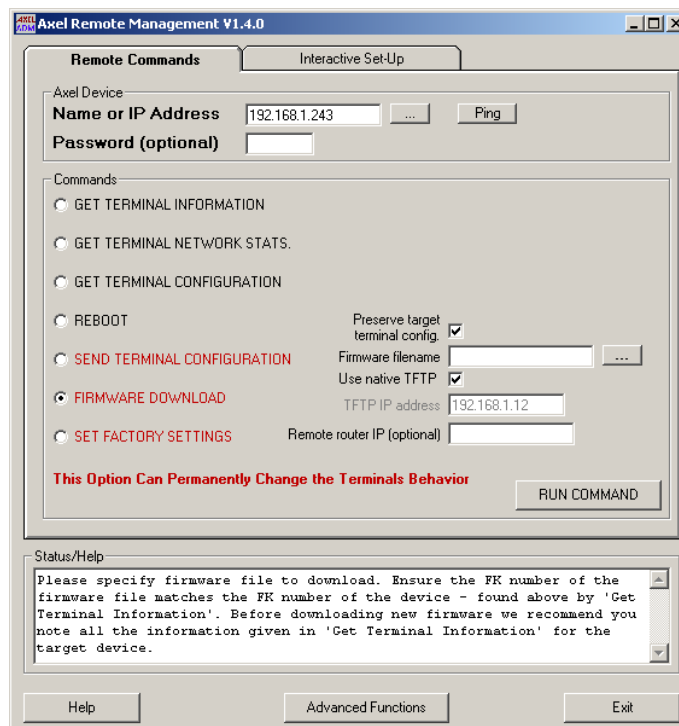 AXEL
ADM
Axel Remote Management V1.4.0
Remote Commands
Interactive Set-Up
Axel Device
Name or IP Address
192.168.1.243
...
Ping
Password (optional)
Commands
GET TERMINAL INFORMATION
GET TERMINAL NETWORK STATS.
GET TERMINAL CONFIGURATION
REBOOT
Preserve target
terminal config.
SEND TERMINAL CONFIGURATION
Firmware filename
...
Use native TFTP
FIRMWARE DOWNLOAD
TFTP IP address
192.168.1.12
SET FACTORY SETTINGS
Remote router IP (optional)
This Option Can Permanently Change the Terminals Behavior
RUN COMMAND
Status/Help
Please specify firmware file to download. Ensure the FK number of the
firmware file matches the FK number of the device - found above by 'Get
Terminal Information'. Before downloading new firmware we recommend you
note all the information given in 'Get Terminal Information' for the
target device.
Help
Advanced Functions
Exit